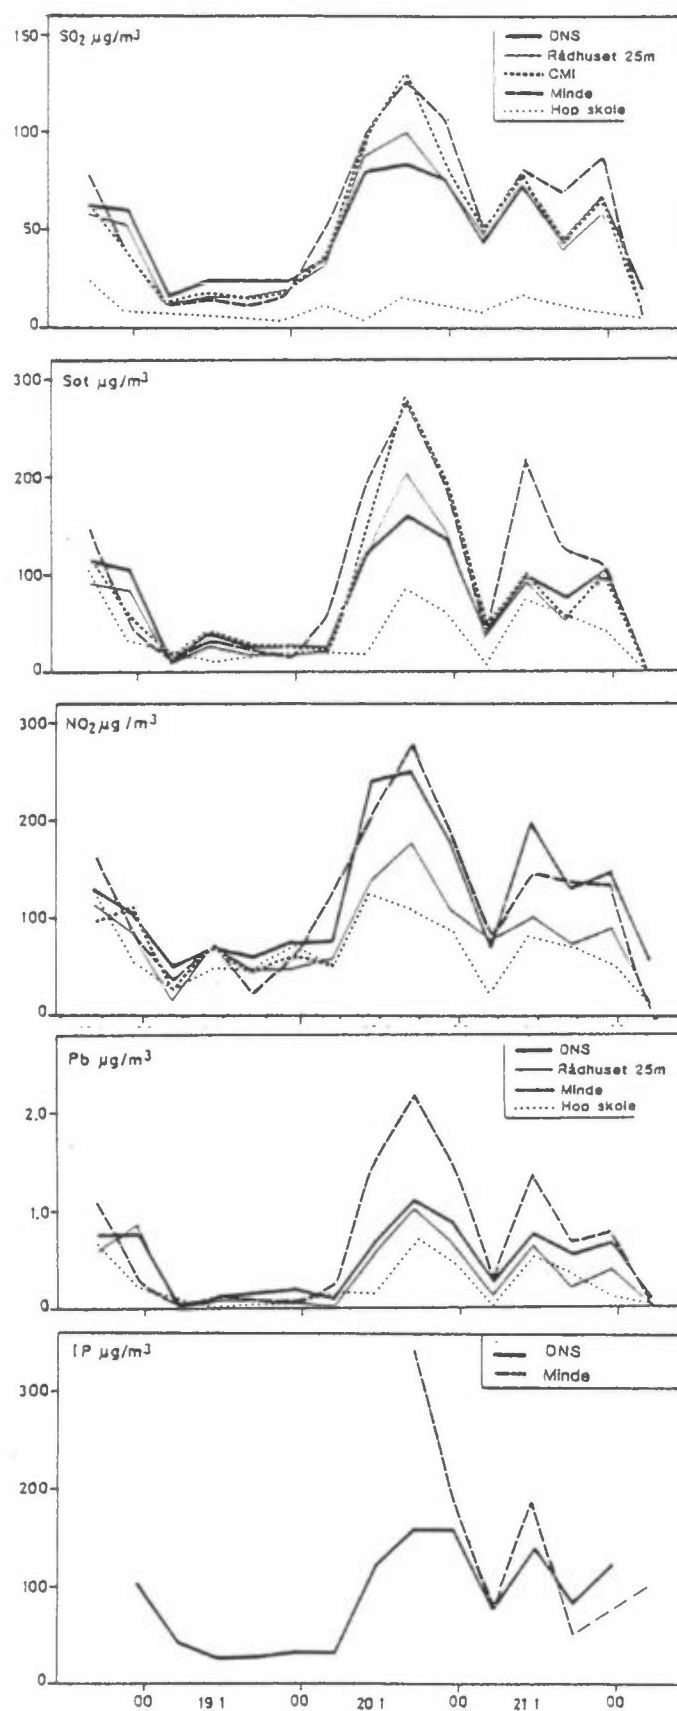 SO₂ µg/m³
150
100
50
0
DNS
Rådhuset 25m
CMI
Minde
Hop skole
Sot µg/m³
300
200
100
0
NO₂ µg/m³
300
200
100
0
Pb µg/m³
2.0
1.0
0
DNS
Rådhuset 25m
Minde
Hop skole
IP µg/m³
300
200
100
0
DNS
Minde
00 19 1 00 20 1 00 21 1 00